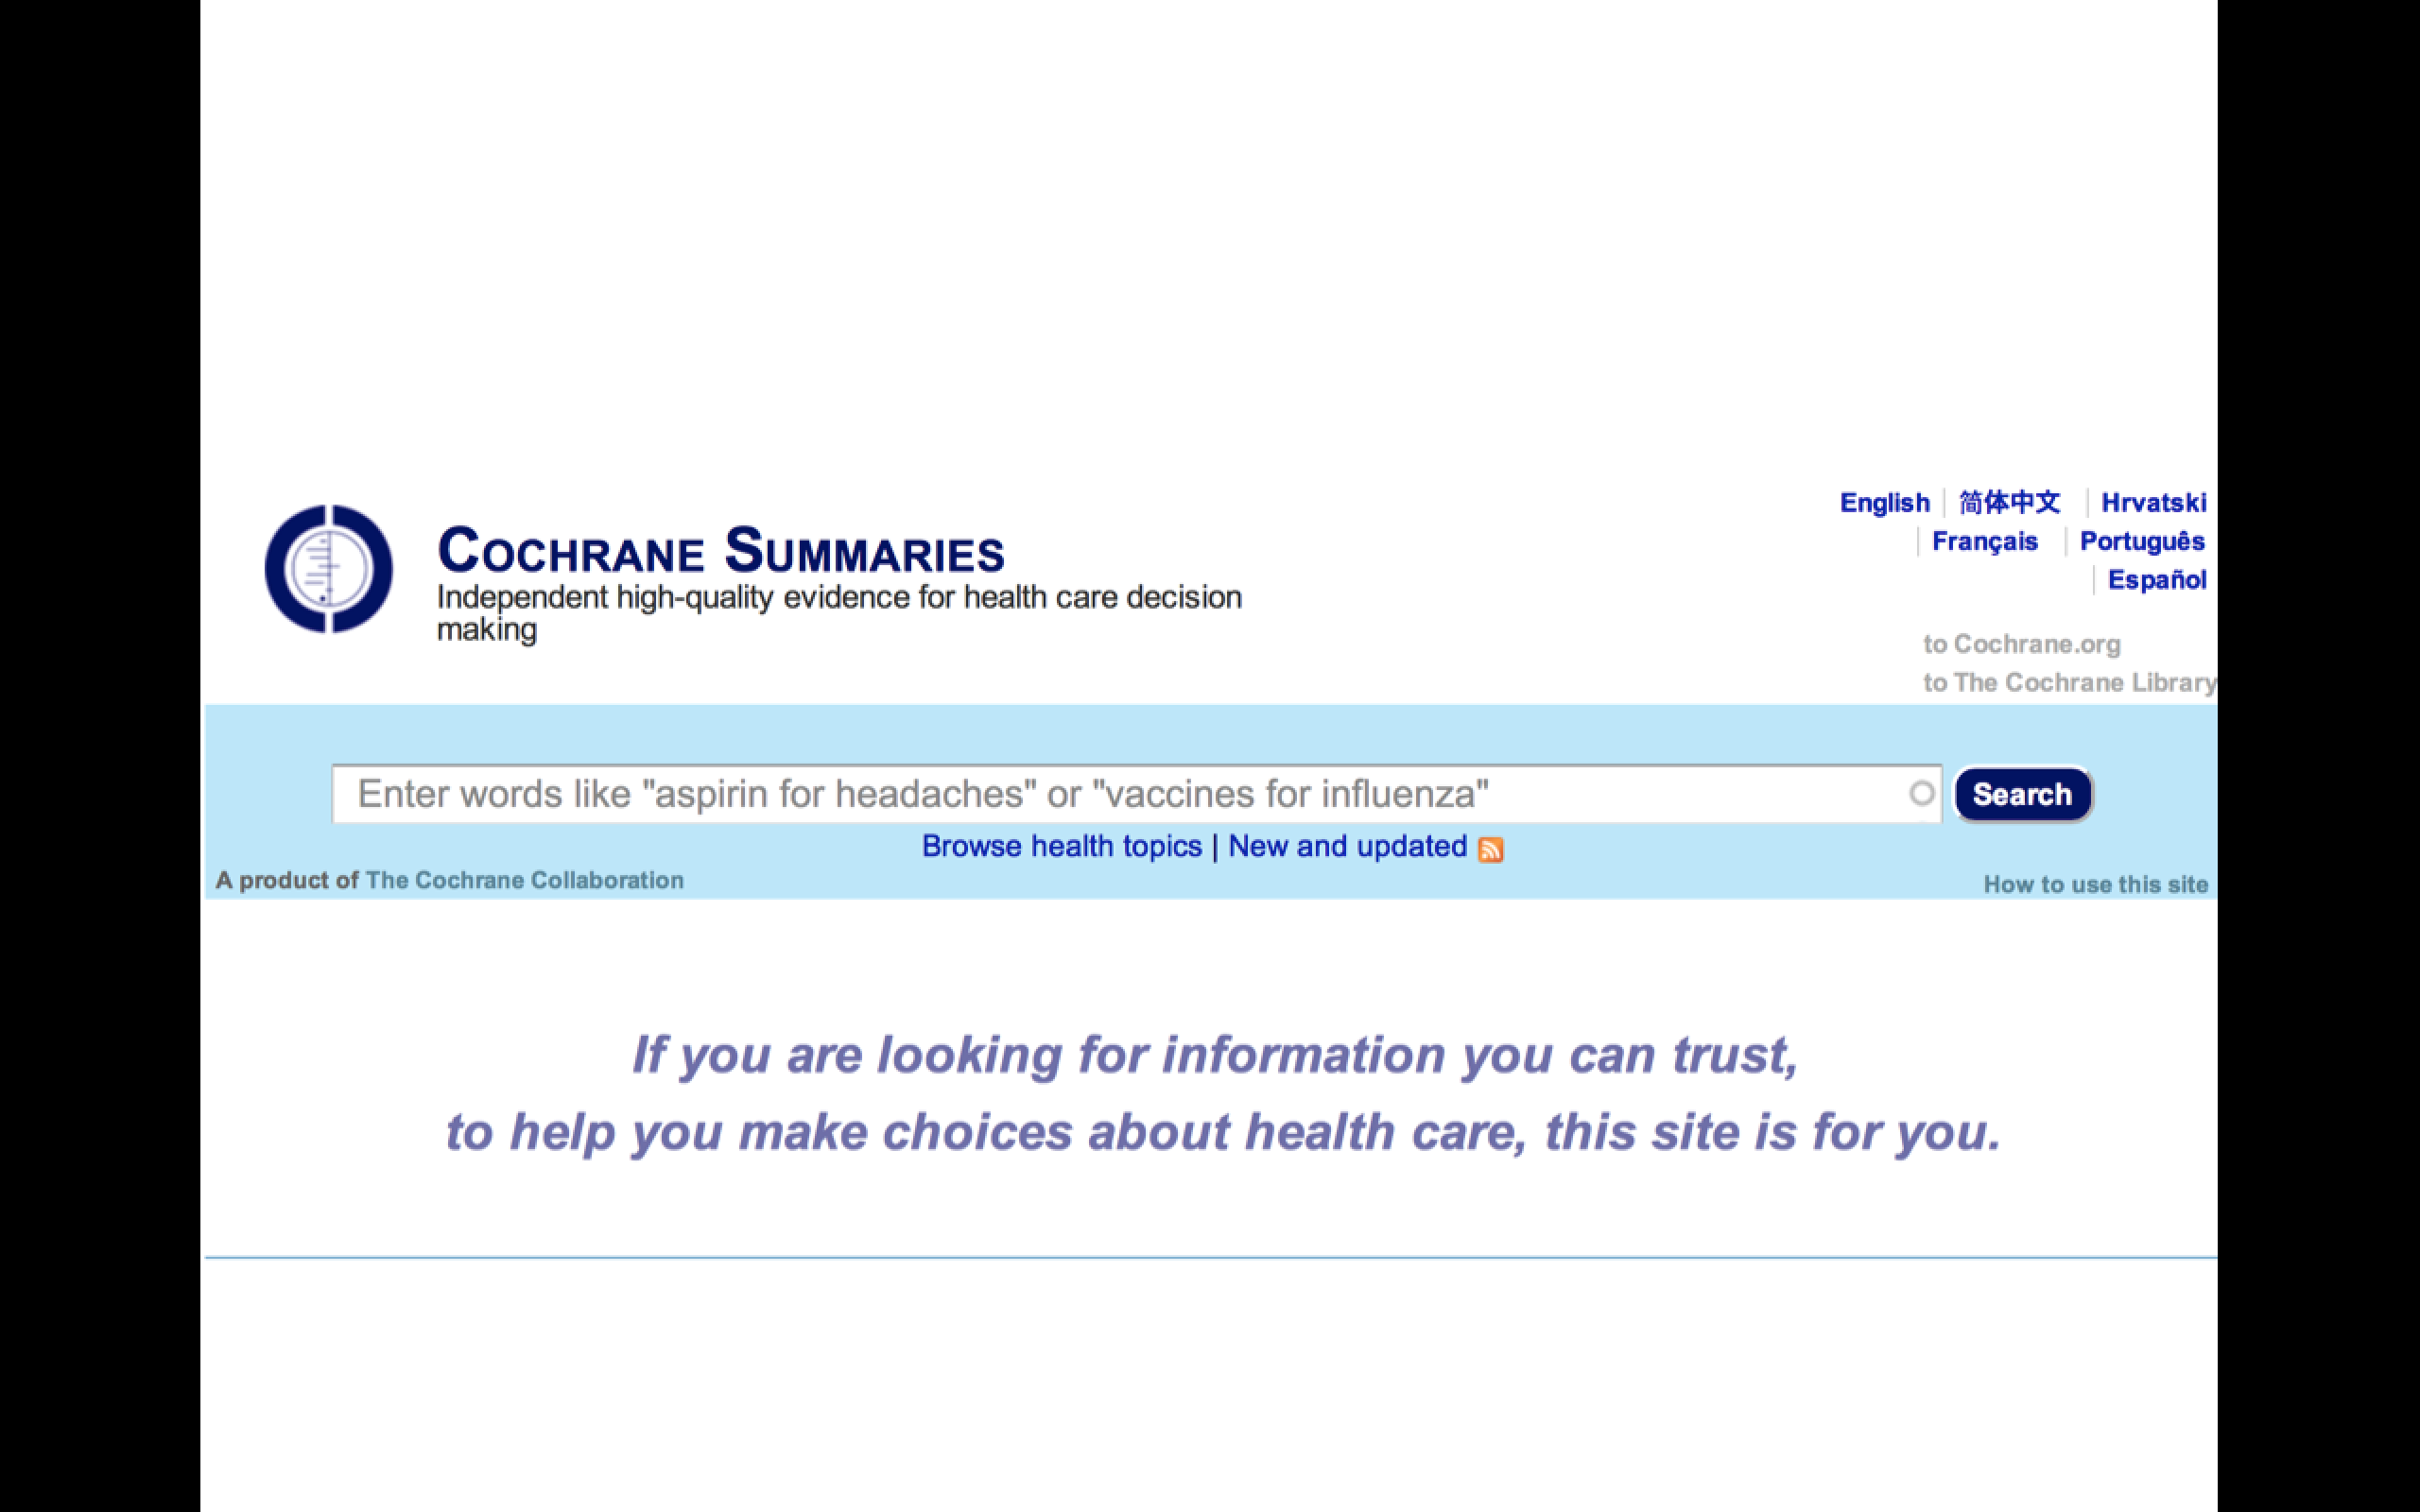 English 简体中文 Hrvatski
Français Português
Español
COCHRANE SUMMARIES
Independent high-quality evidence for health care decision
making
to Cochrane.org
to The Cochrane Library
Enter words like "aspirin for headaches" or "vaccines for influenza"
Search
Browse health topics | New and updated
A product of The Cochrane Collaboration
How to use this site
If you are looking for information you can trust,
to help you make choices about health care, this site is for you.